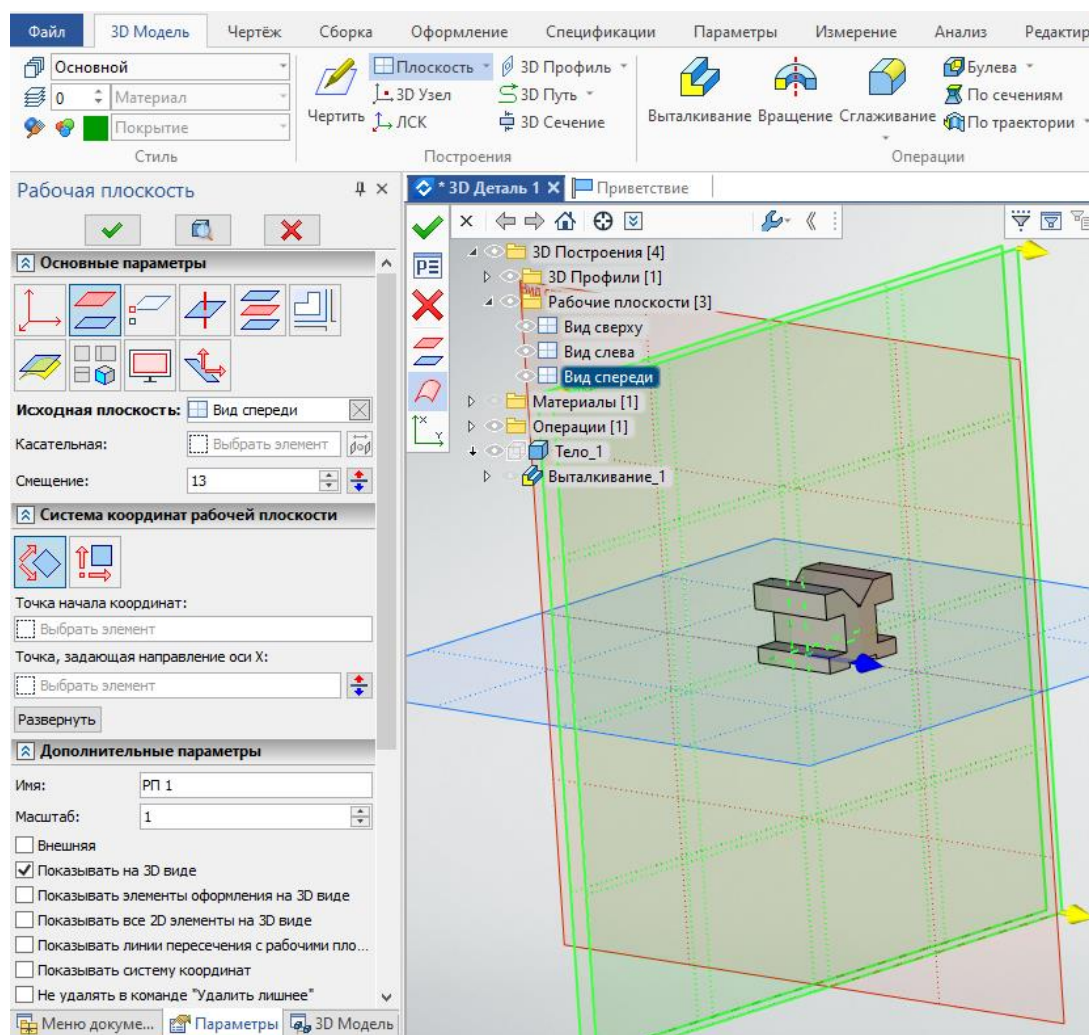 Файл 3D Модель Чертёж Сборка Оформление Спецификации Параметры Измерение Анализ Редактир
Основной
0 Материал
Покрытие
Стиль
Чертить
Плоскость
3D Узел
ЛСК
3D Профиль
3D Путь
3D Сечение
Построения
Выталкивание Вращение Сглаживание
Булева
По сечениям
По траектории
Операции
Рабочая плоскость
Основные параметры
Исходная плоскость: Вид спереди
Касательная: Выбрать элемент
Смещение: 13
Система координат рабочей плоскости
Точка начала координат:
Выбрать элемент
Точка, задающая направление оси X:
Выбрать элемент
Развернуть
Дополнительные параметры
Имя: РП 1
Масштаб: 1
Внешняя
Показывать на 3D виде
Показывать элементы оформления на 3D виде
Показывать все 2D элементы на 3D виде
Показывать линии пересечения с рабочими пло...
Показывать систему координат
Не удалять в команде "Удалить лишнее"
Меню докуме... Параметры 3D Модель
* 3D Деталь 1 Приветствие
3D Построения [4]
3D Профили [1]
Рабочие плоскости [3]
Вид сверху
Вид слева
Вид спереди
Материалы [1]
Операции [1]
Тело_1
Выталкивание_1
X
Y